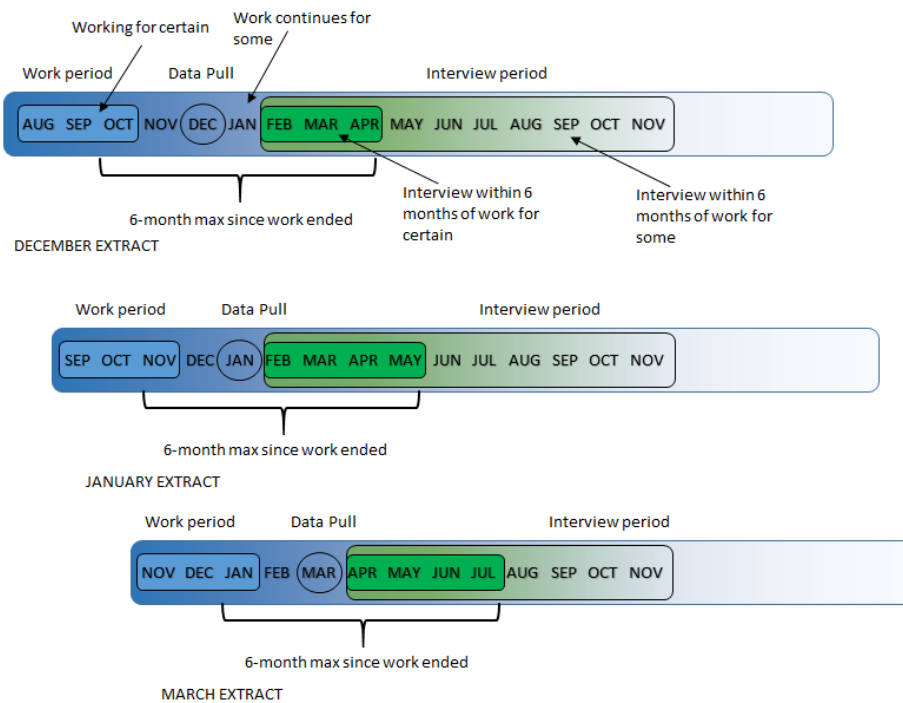 Working for certain
Work continues for
some
Work period
Data Pull
Interview period
AUG SEP OCT NOV DEC JAN FEB MAR APR MAY JUN JUL AUG SEP OCT NOV
6-month max since work ended
Interview within 6
months of work for
certain
Interview within 6
months of work for
some
DECEMBER EXTRACT
Work period
Data Pull
Interview period
SEP OCT NOV DEC JAN FEB MAR APR MAY JUN JUL AUG SEP OCT NOV
6-month max since work ended
JANUARY EXTRACT
Work period
Data Pull
Interview period
NOV DEC JAN FEB MAR APR MAY JUN JUL AUG SEP OCT NOV
6-month max since work ended
MARCH EXTRACT